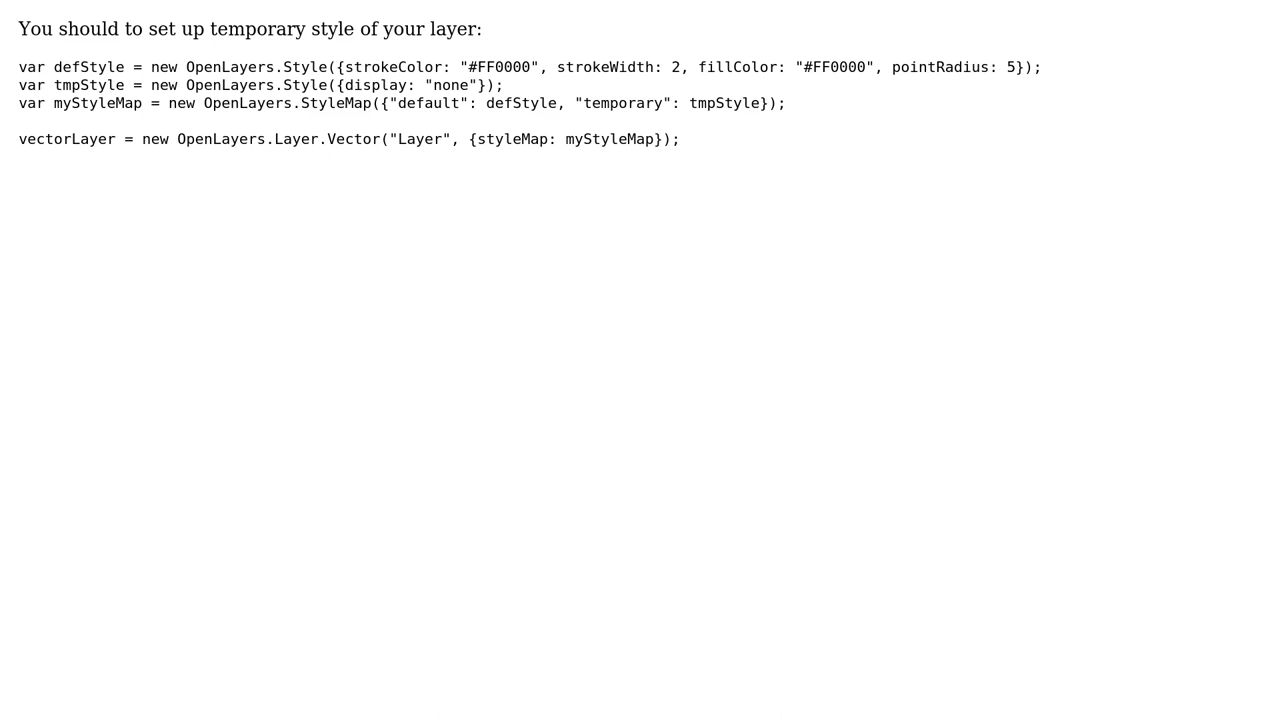 You should to set up temporary style of your layer:
var defStyle = new OpenLayers.Style({strokeColor: "#FF0000", strokeWidth: 2, fillColor: "#FF0000", pointRadius: 5});
var tmpStyle = new OpenLayers.Style({display: "none"});
var myStyleMap = new OpenLayers.StyleMap({"default": defStyle, "temporary": tmpStyle});
vectorLayer = new OpenLayers.Layer.Vector("Layer", {styleMap: myStyleMap});